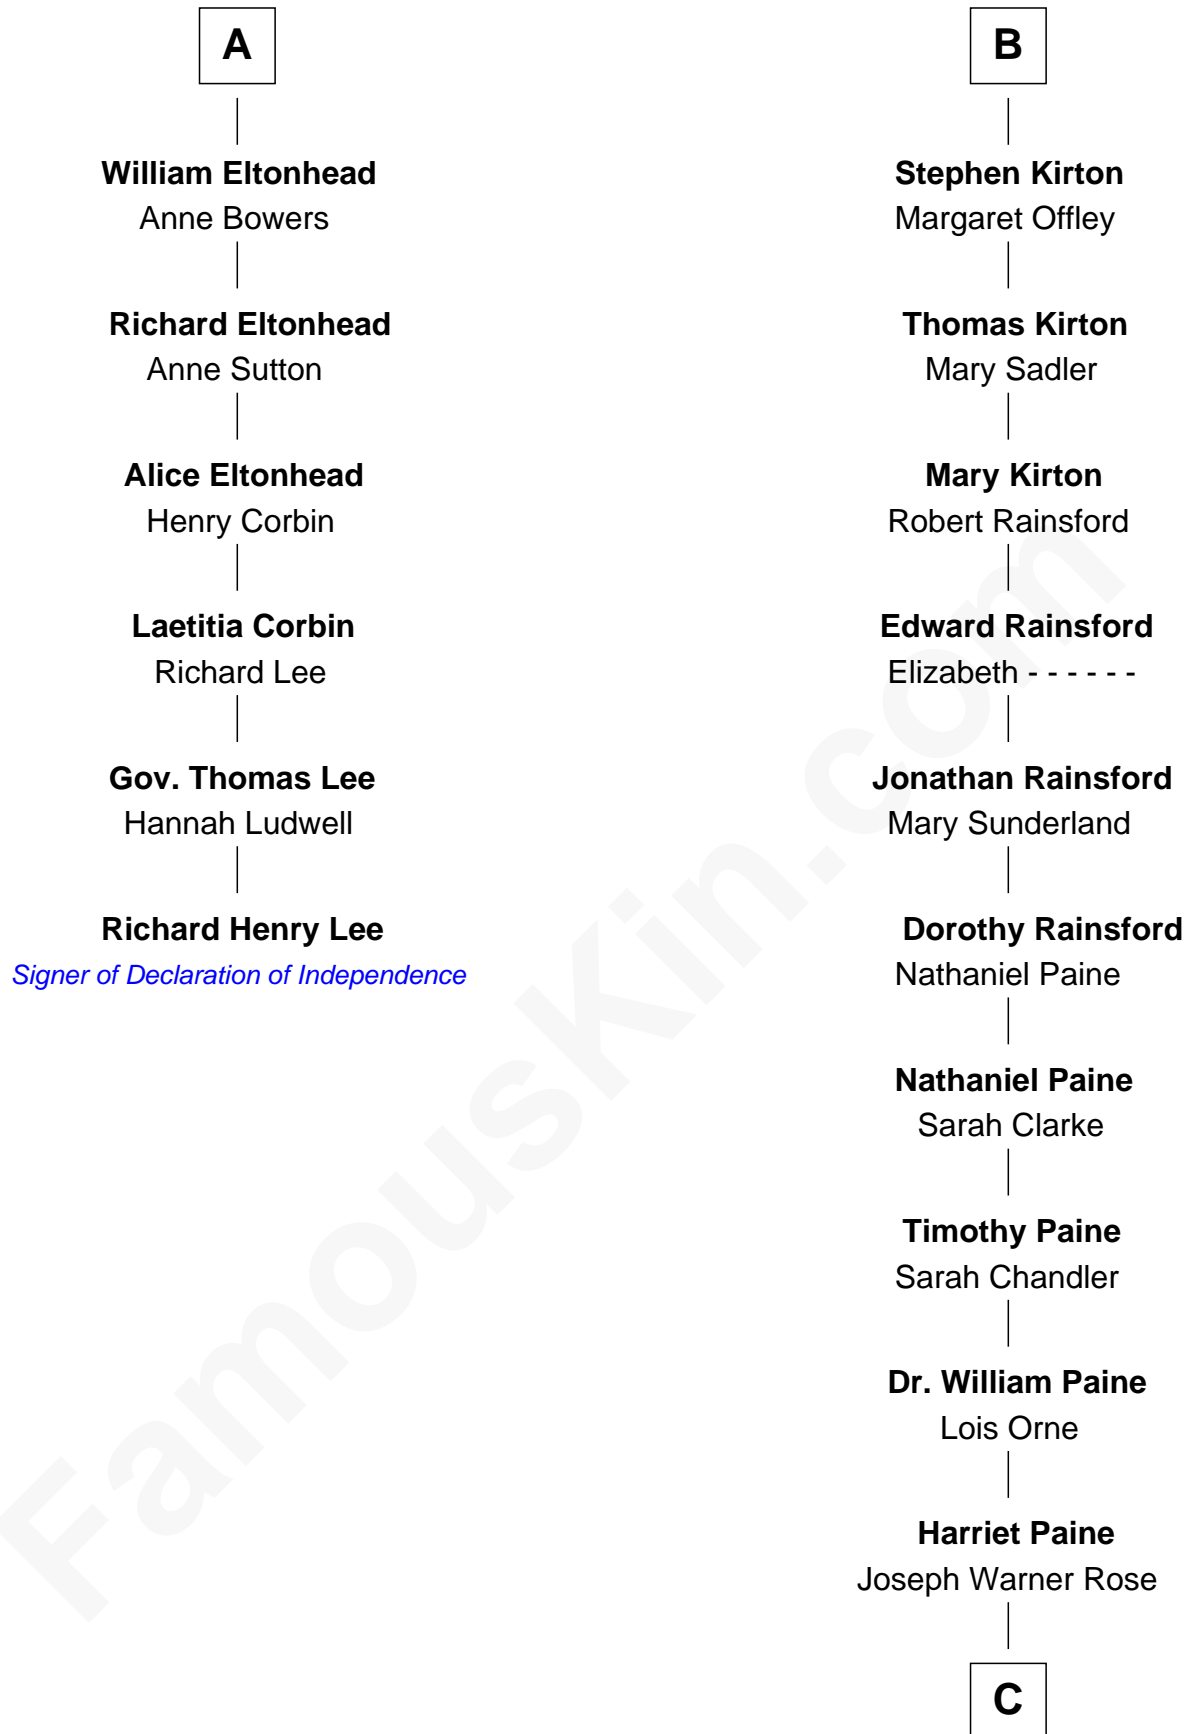 A
William Eltonhead
Anne Bowers
Richard Eltonhead
Anne Sutton
Alice Eltonhead
Henry Corbin
Laetitia Corbin
Richard Lee
Gov. Thomas Lee
Hannah Ludwell
Richard Henry Lee
Signer of Declaration of Independence
B
Stephen Kirton
Margaret Offley
Thomas Kirton
Mary Sadler
Mary Kirton
Robert Rainsford
Edward Rainsford
Elizabeth - - - - - -
Jonathan Rainsford
Mary Sunderland
Dorothy Rainsford
Nathaniel Paine
Nathaniel Paine
Sarah Clarke
Timothy Paine
Sarah Chandler
Dr. William Paine
Lois Orne
Harriet Paine
Joseph Warner Rose
C
FamousKin.com